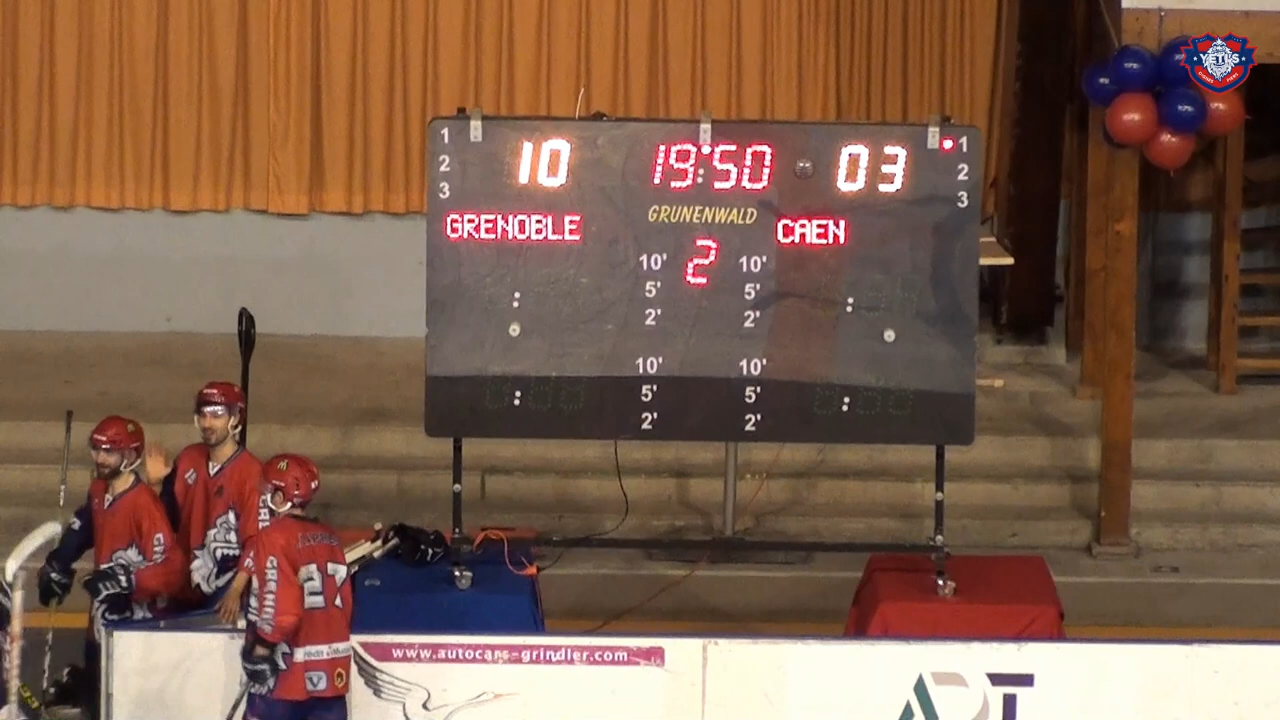 YETI'S
1 10 19:50 03 1
2 2
3 3
GRENOBLE GRUNENWALD CAEN
2
10' 10'
5' 5'
2' 2'
10' 10'
5' 5'
2' 2'
27
www.autocars-grindler.com